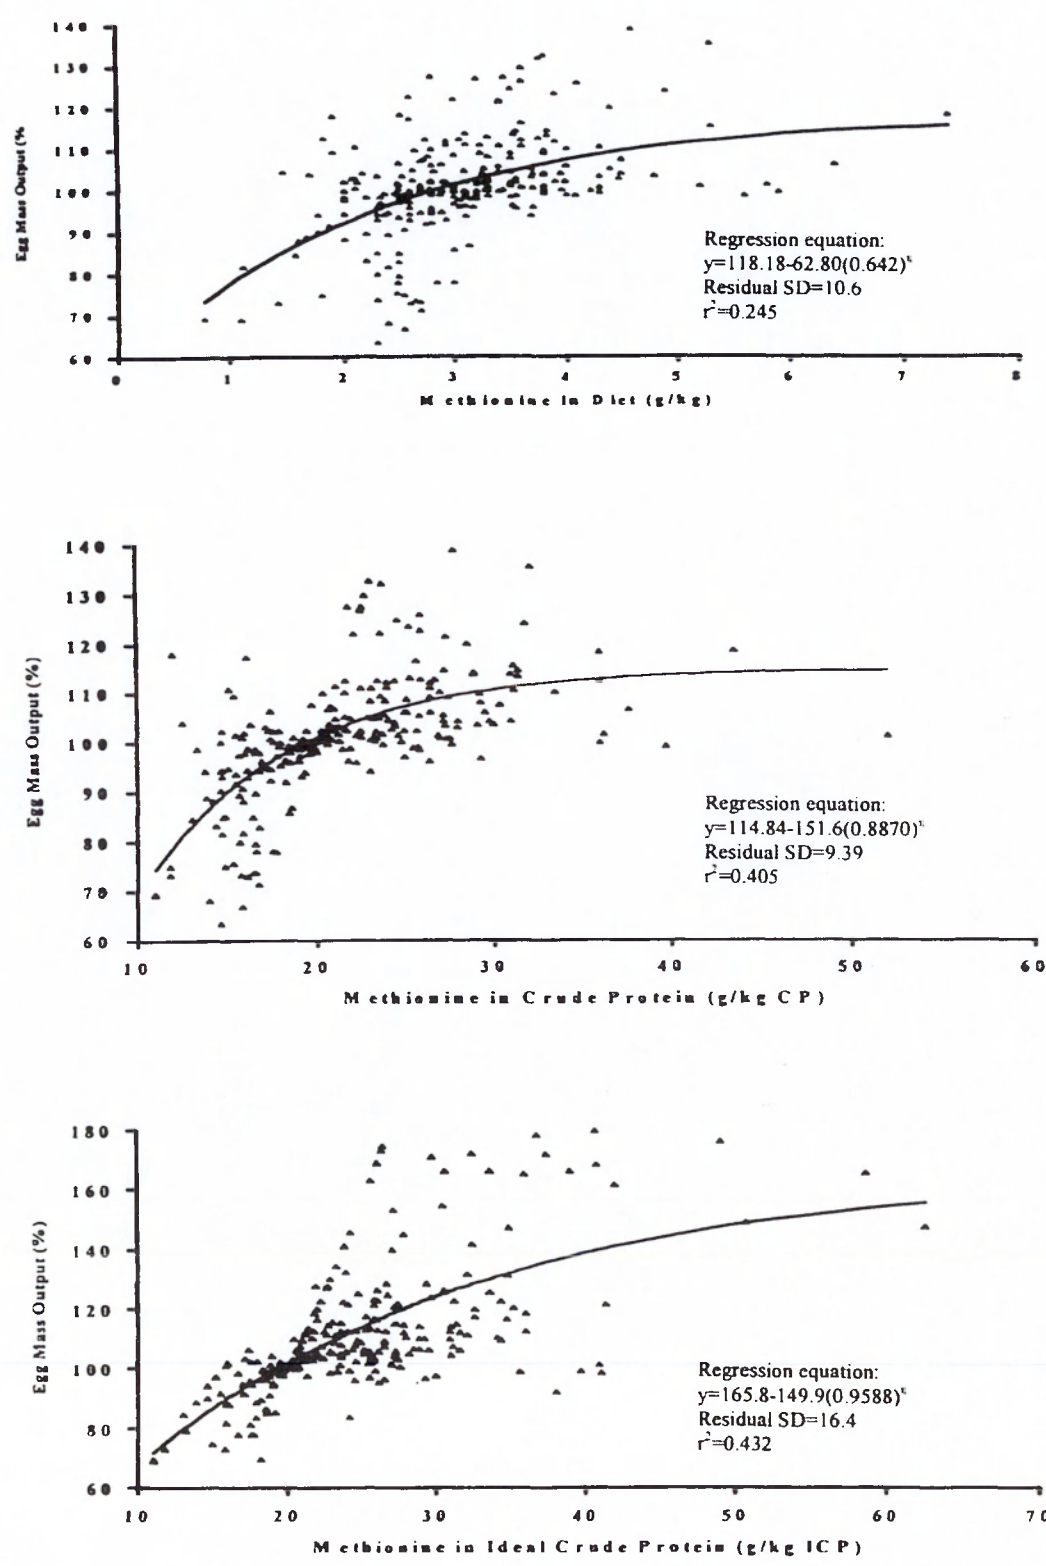 140
130
120
110
100
90
80
70
60
Egg Mass Output (%
0 1 2 3 4 5 6 7 8
Methionine in Diet (g/kg)
Regression equation:
y=118.18-62.80(0.642)ˣ
Residual SD=10.6
r²=0.245
140
130
120
110
100
90
80
70
60
Egg Mass Output (%)
10 20 30 40 50 60
Methionine in Crude Protein (g/kg CP)
Regression equation:
y=114.84-151.6(0.8870)ˣ
Residual SD=9.39
r²=0.405
180
160
140
120
100
80
60
Egg Mass Output (%)
10 20 30 40 50 60 70
Methionine in Ideal Crude Protein (g/kg ICP)
Regression equation:
y=165.8-149.9(0.9588)ˣ
Residual SD=16.4
r²=0.432